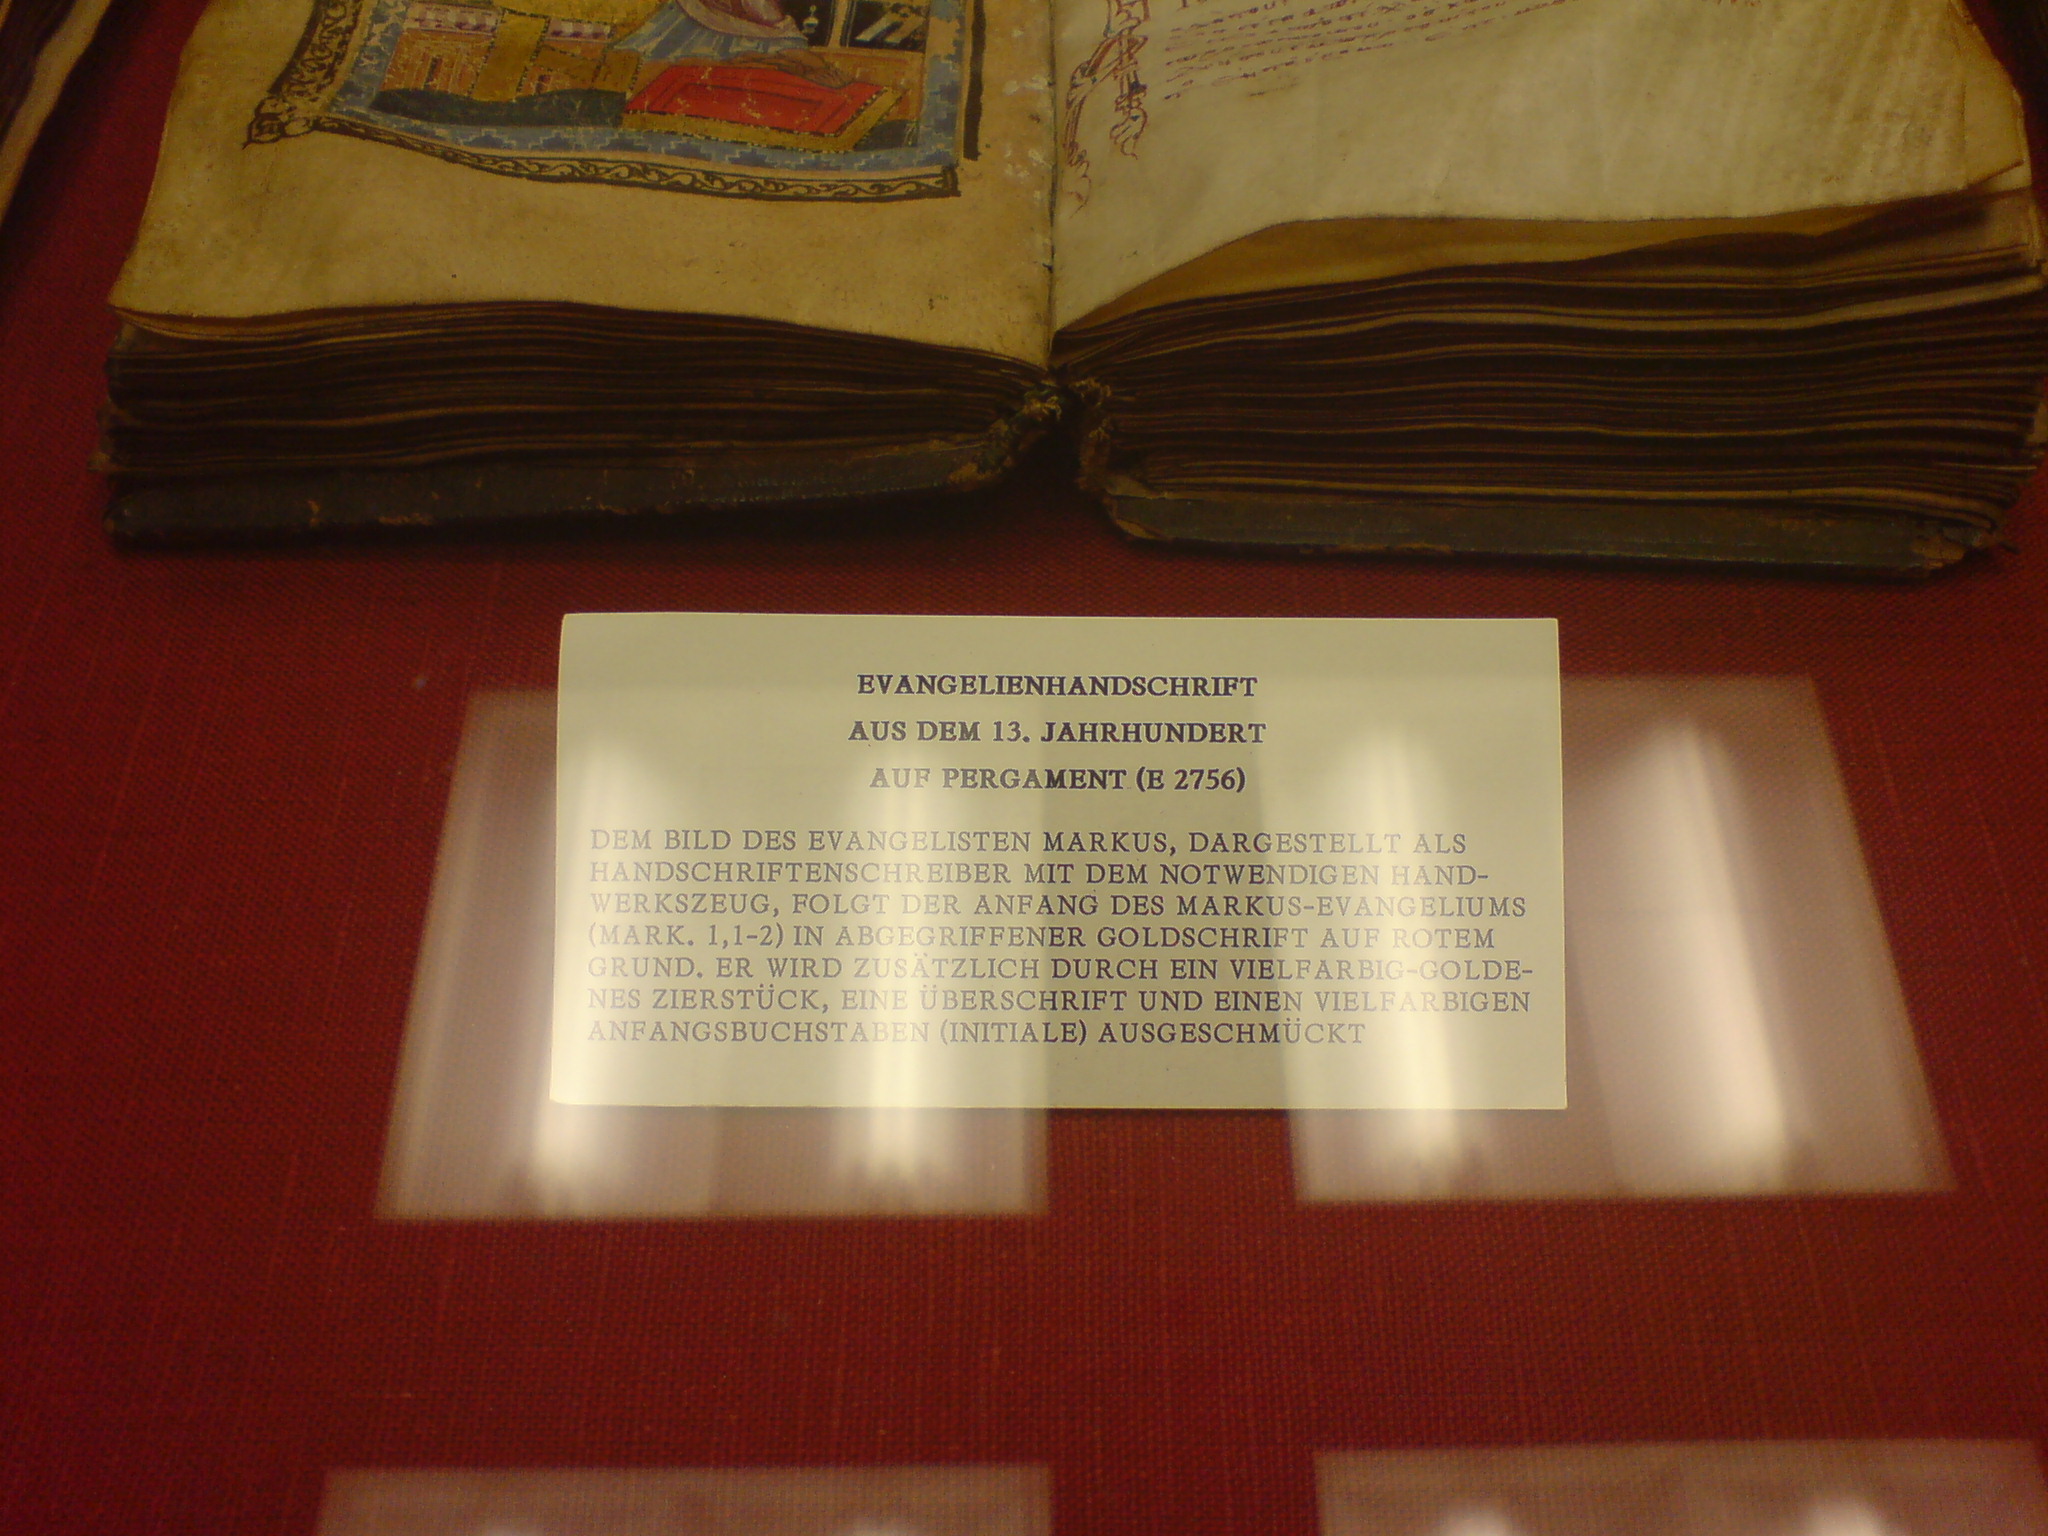 EVANGELIENHANDSCHRIFT
AUS DEM 13. JAHRHUNDERT
AUF PERGAMENT (E 2756)
DEM BILD DES EVANGELISTEN MARKUS, DARGESTELLT ALS
HANDSCHRIFTENSCHREIBER MIT DEM NOTWENDIGEN HAND-
WERKSZEUG, FOLGT DER ANFANG DES MARKUS-EVANGELIUMS
(MARK. 1,1-2) IN ABGEGRIFFENER GOLDSCHRIFT AUF ROTEM
GRUND. ER WIRD ZUSÄTZLICH DURCH EIN VIELFARBIG-GOLDE-
NES ZIERSTÜCK, EINE ÜBERSCHRIFT UND EINEN VIELFARBIGEN
ANFANGSBUCHSTABEN (INITIALE) AUSGESCHMÜCKT